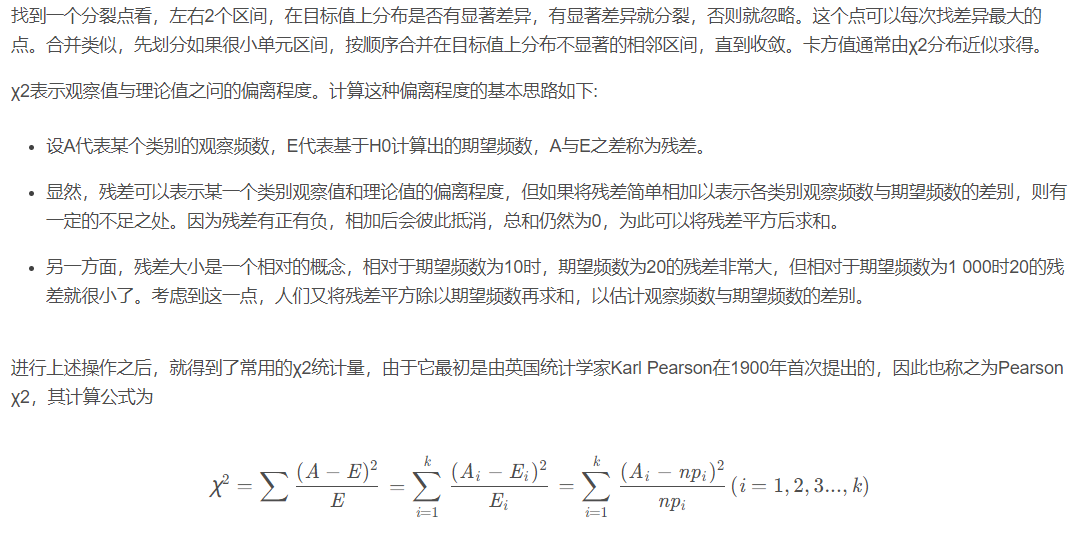 找到一个分裂点看，左右2个区间，在目标值上分布是否有显著差异，有显著差异就分裂，否则就忽略。这个点可以每次找差异最大的
点。合并类似，先划分如果很小单元区间，按顺序合并在目标值上分布不显著的相邻区间，直到收敛。卡方值通常由χ2分布近似求得。
χ2表示观察值与理论值之问的偏离程度。计算这种偏离程度的基本思路如下:
• 设A代表某个类别的观察频数，E代表基于H0计算出的期望频数，A与E之差称为残差。
• 显然，残差可以表示某一个类别观察值和理论值的偏离程度，但如果将残差简单相加以表示各类别观察频数与期望频数的差别，则有
一定的不足之处。因为残差有正有负，相加后会彼此抵消，总和仍然为0，为此可以将残差平方后求和。
• 另一方面，残差大小是一个相对的概念，相对于期望频数为10时，期望频数为20的残差非常大，但相对于期望频数为1 000时20的残
差就很小了。考虑到这一点，人们又将残差平方除以期望频数再求和，以估计观察频数与期望频数的差别。
进行上述操作之后，就得到了常用的χ2统计量，由于它最初是由英国统计学家Karl Pearson在1900年首次提出的，因此也称之为Pearson
χ2，其计算公式为
χ² = ∑ (A − E)² / E = ∑_{i=1}^{k} (A_i − E_i)² / E_i = ∑_{i=1}^{k} (A_i − np_i)² / np_i (i = 1, 2, 3..., k)